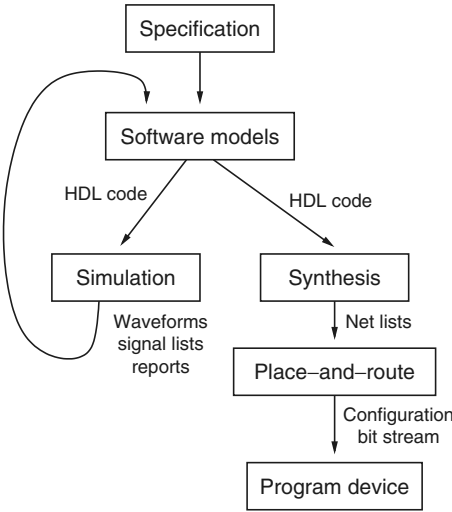 Specification
Software models
HDL code
HDL code
Simulation
Synthesis
Waveforms
signal lists
reports
Net lists
Place–and–route
Configuration
bit stream
Program device